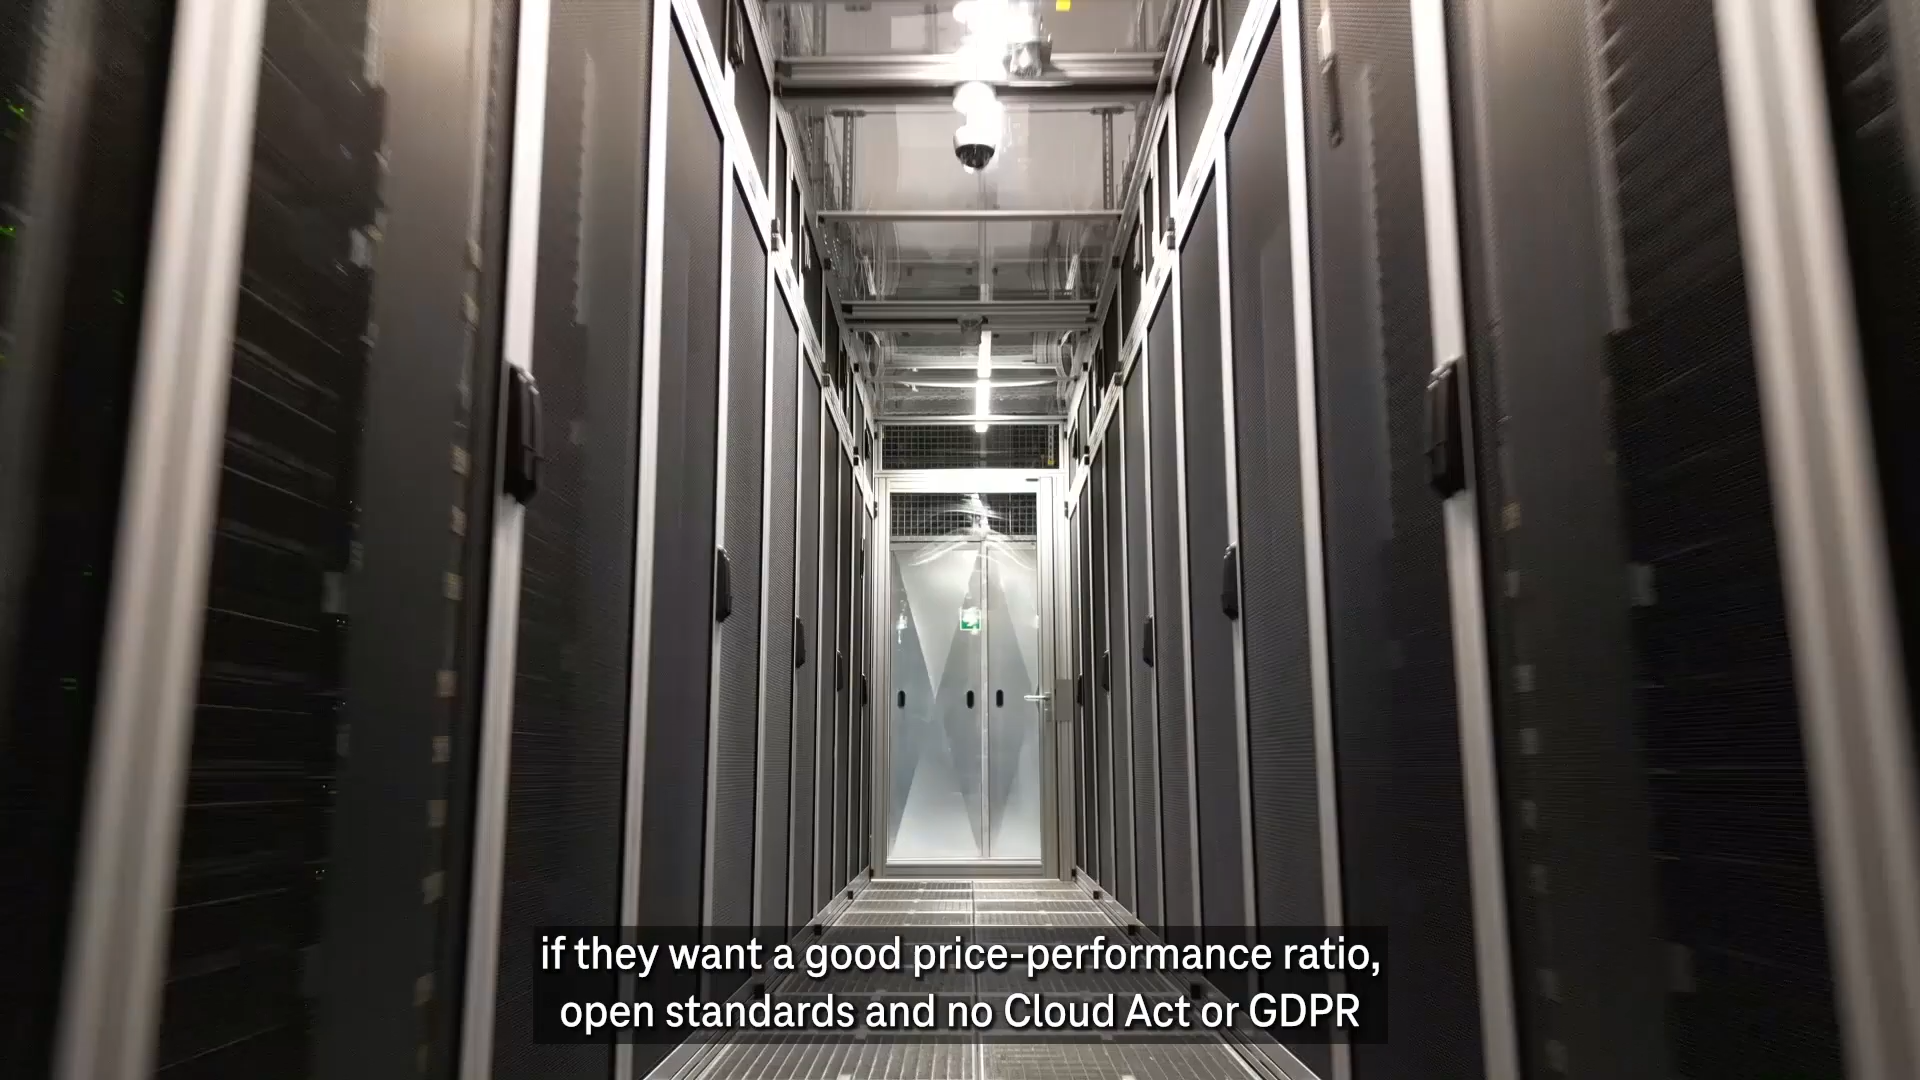 if they want a good price-performance ratio,
open standards and no Cloud Act or GDPR